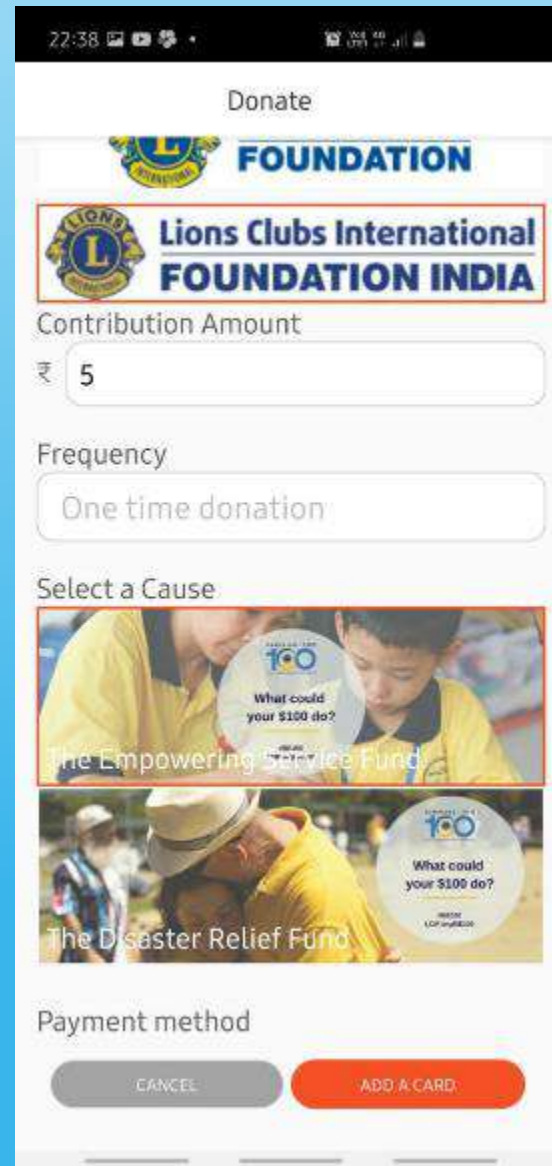 22:38
Donate
FOUNDATION
LIONS
L
INTERNATIONAL
Lions Clubs International
FOUNDATION INDIA
Contribution Amount
₹ 5
Frequency
One time donation
Select a Cause
100
What could
your $100 do?
The Empowering Service Fund
100
What could
your $100 do?
The Disaster Relief Fund
Payment method
CANCEL
ADD A CARD